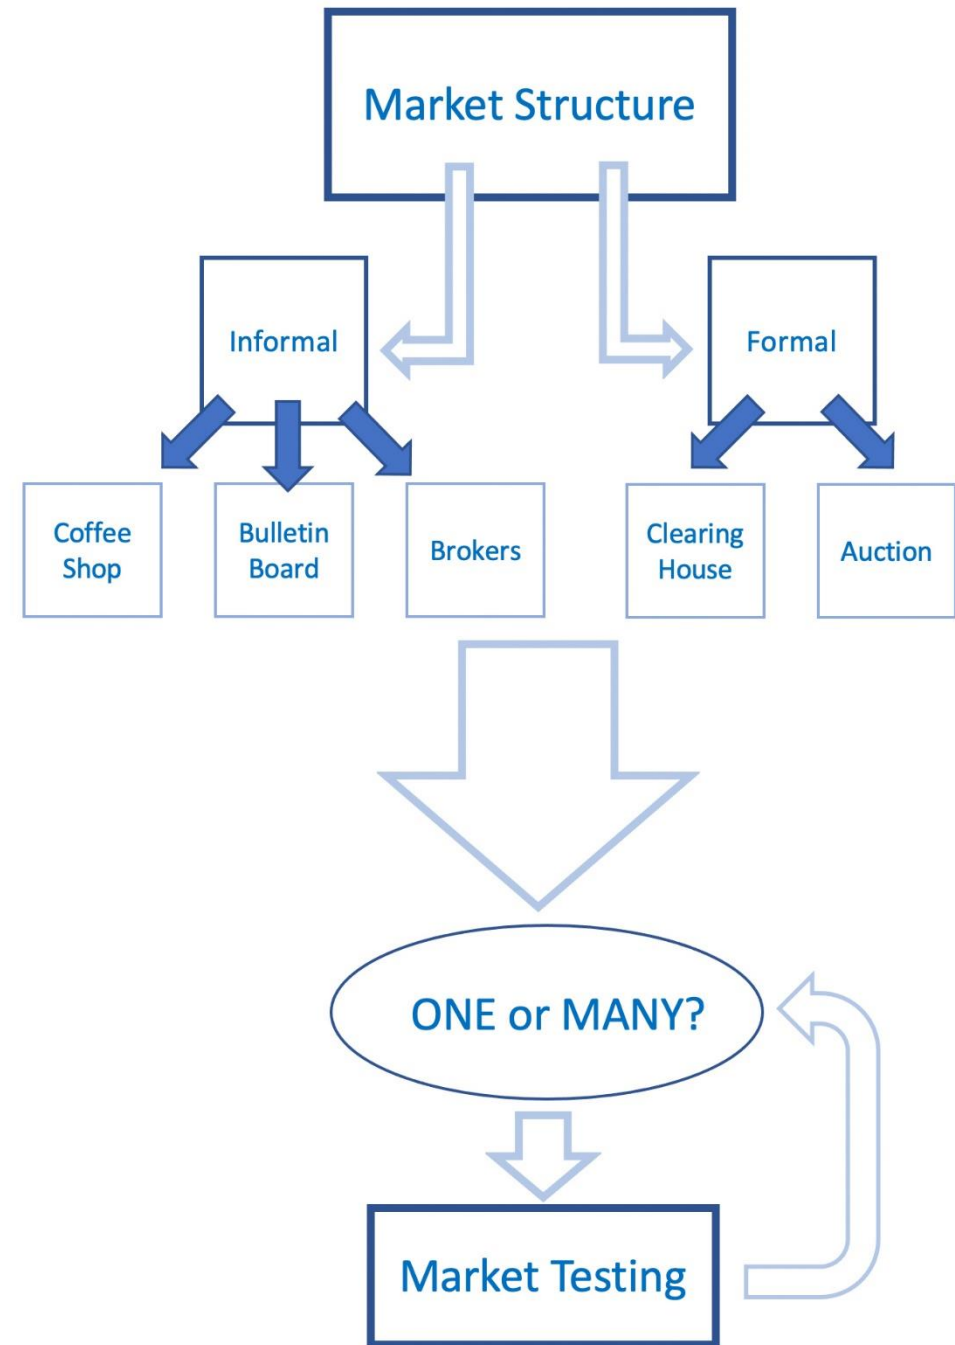 Market Structure
Informal
Formal
Coffee
Shop
Bulletin
Board
Brokers
Clearing
House
Auction
ONE or MANY?
Market Testing